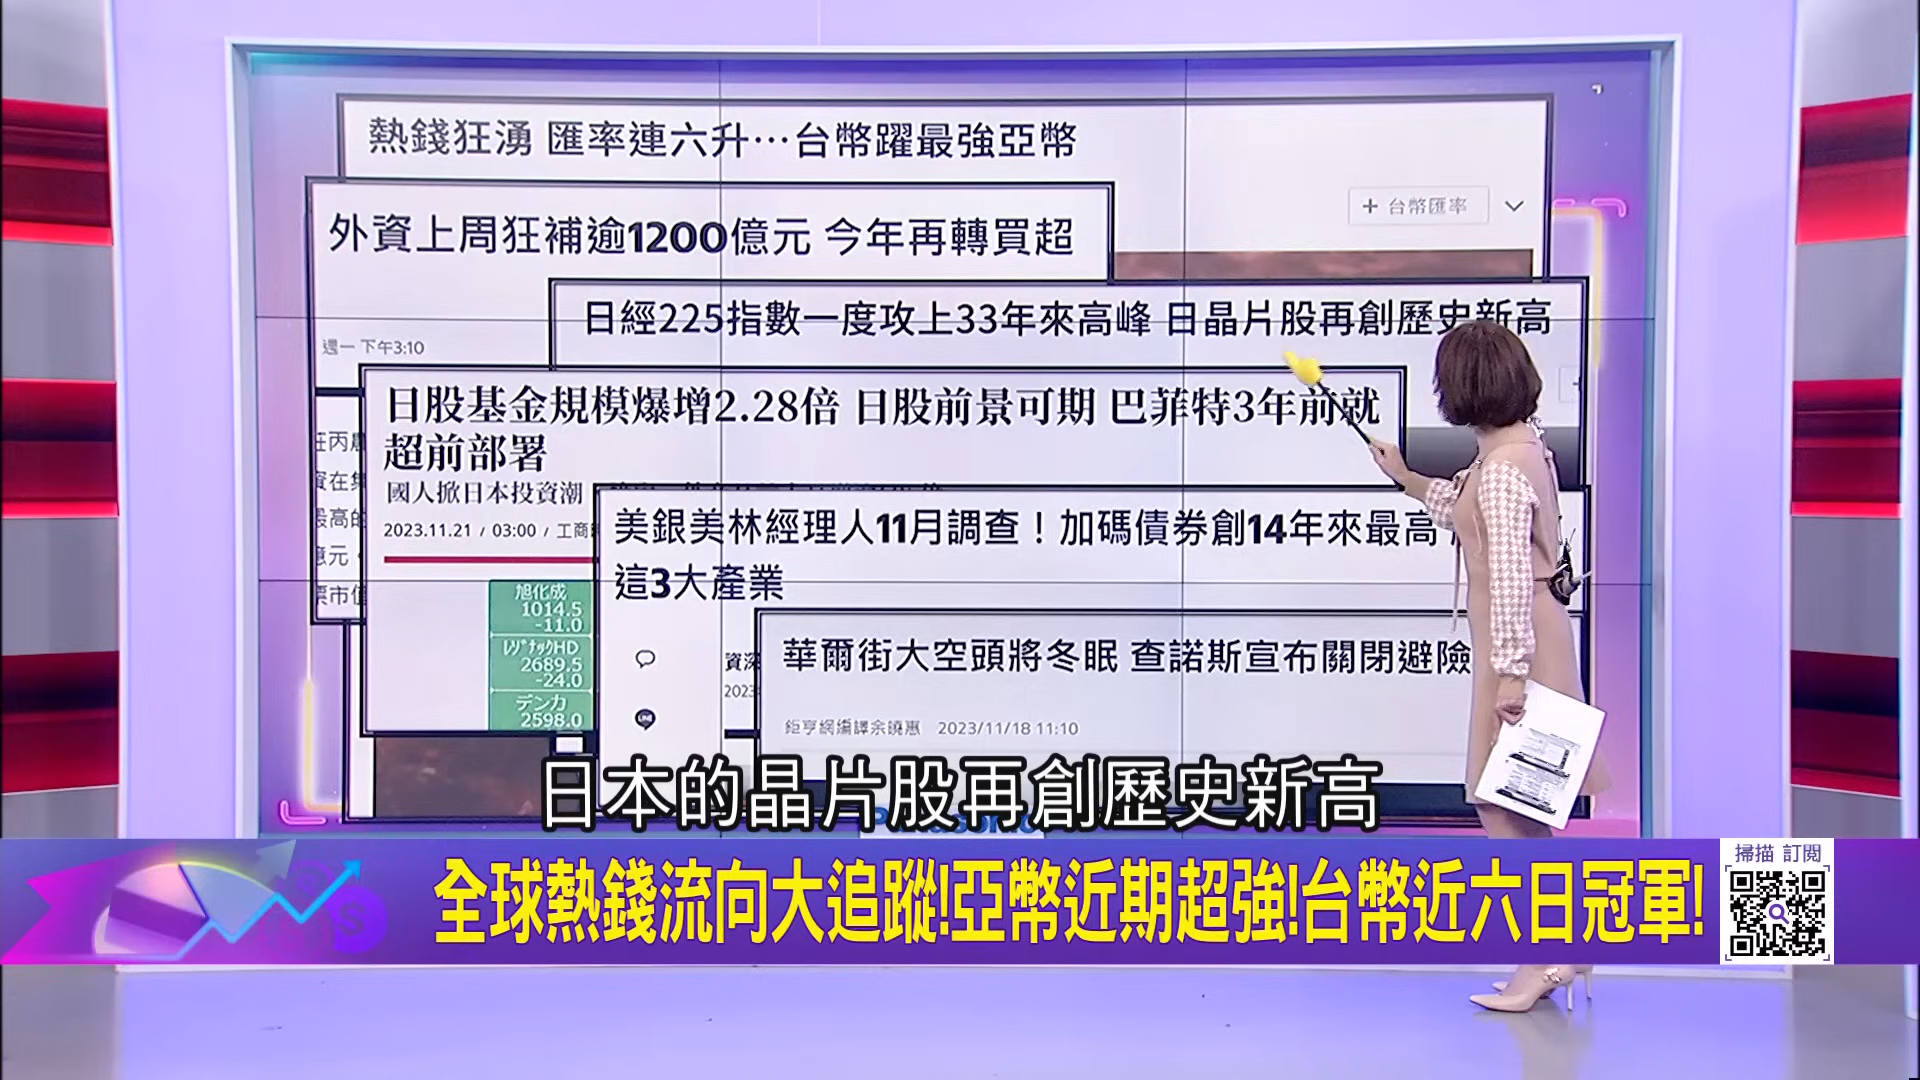 熱錢狂湧 匯率連六升…台幣躍最強亞幣
+ 台幣匯率
外資上周狂補逾1200億元 今年再轉買超
週一 下午3:10
日經225指數一度攻上33年來高峰 日晶片股再創歷史新高
日股基金規模爆增2.28倍 日股前景可期 巴菲特3年前就
超前部署
國人掀日本投資潮
2023.11.21 / 03:00 / 工商
美銀美林經理人11月調查！加碼債券創14年來最高
這3大產業
旭化成
1014.5
-11.0
ﾚｿﾞﾅｯｸHD
2689.5
-24.0
デンカ
2598.0
華爾街大空頭將冬眠 查諾斯宣布關閉避險
資深
2023
鉅亨網編譯余曉惠 2023/11/18 11:10
日本的晶片股再創歷史新高
全球熱錢流向大追蹤!亞幣近期超強!台幣近六日冠軍!
掃描 訂閱